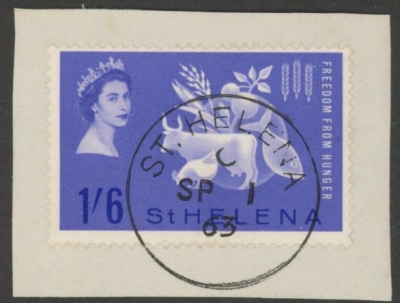 FREEDOM FROM HUNGER
1/6 St HELENA
ST. HELENA
C
SP 1
63